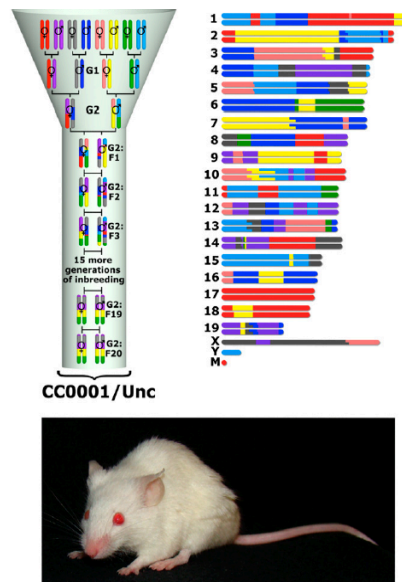 G1
G2
G2:
F1
G2:
F2
G2:
F3
15 more
generations
of inbreeding
G2:
F19
G2:
F20
CC0001/Unc
1
2
3
4
5
6
7
8
9
10
11
12
13
14
15
16
17
18
19
X
Y
M